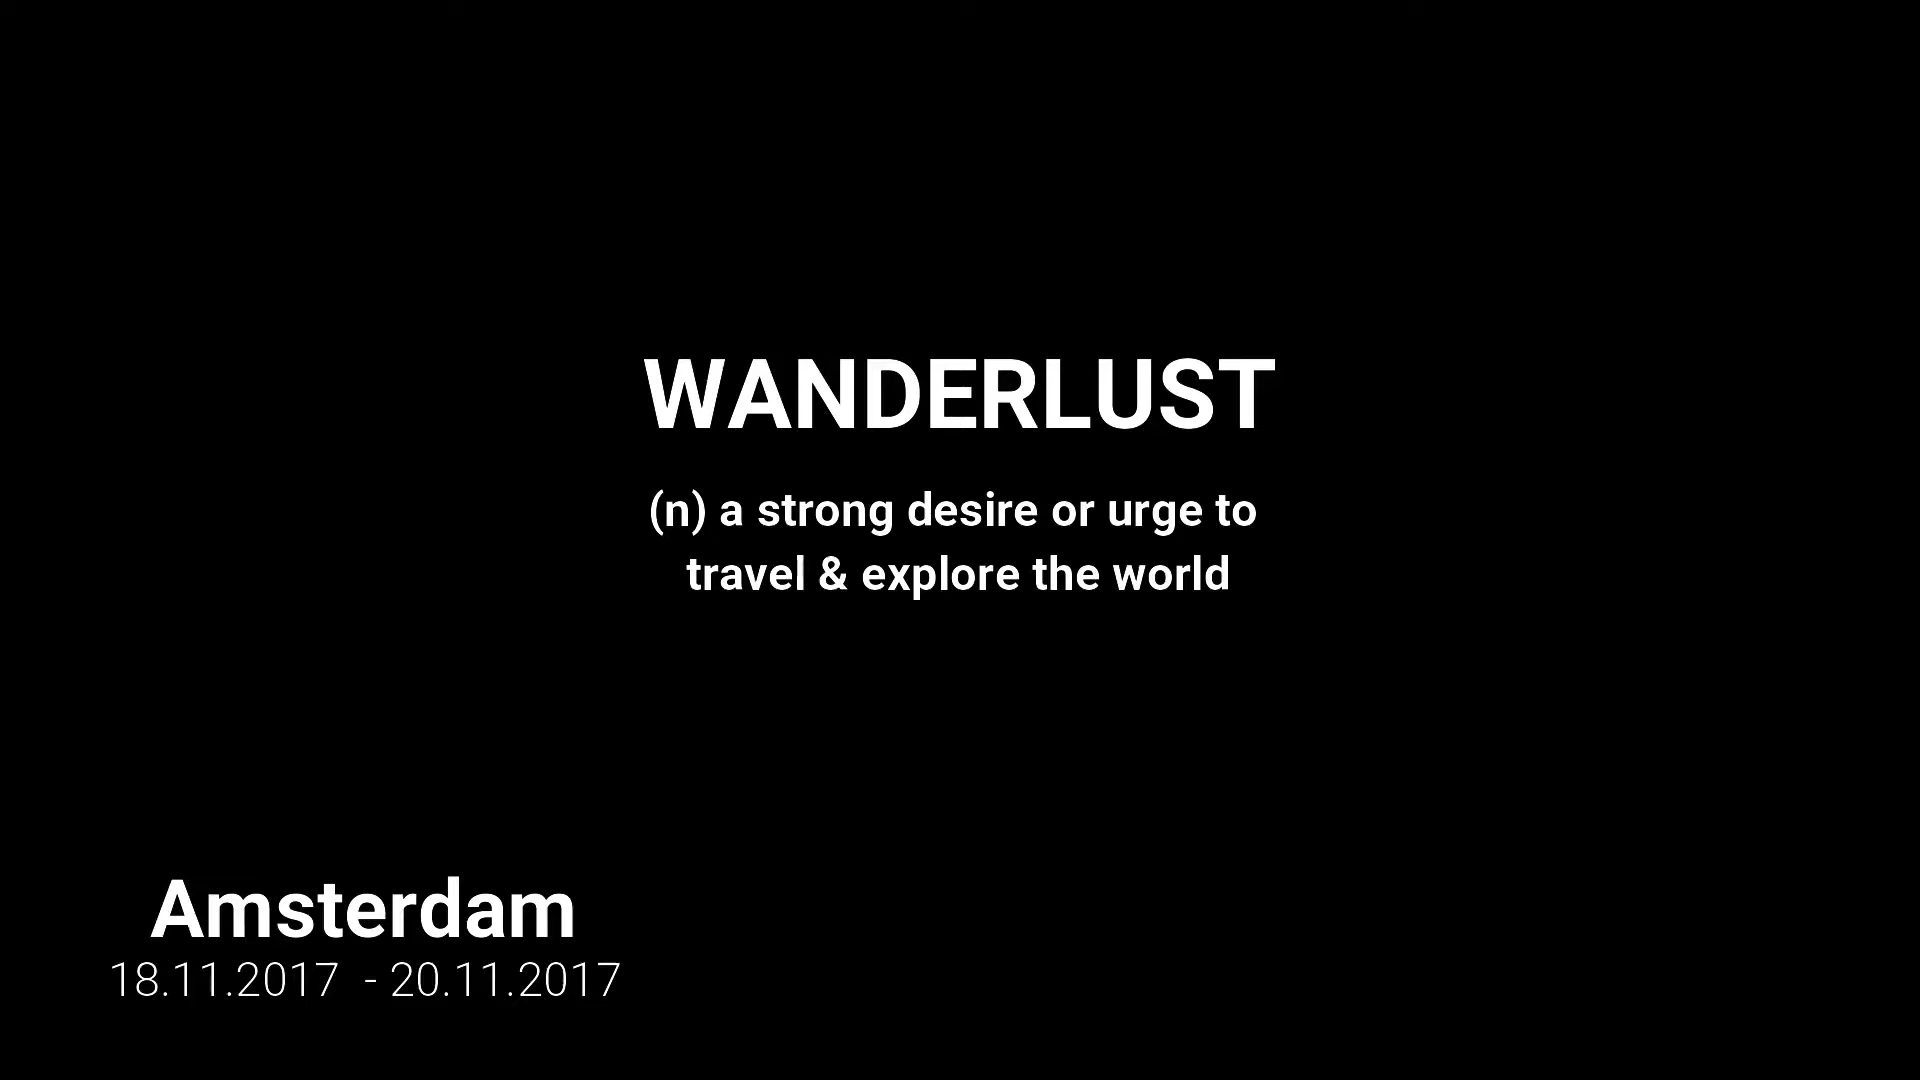 WANDERLUST
(n) a strong desire or urge to
travel & explore the world
Amsterdam
18.11.2017  - 20.11.2017